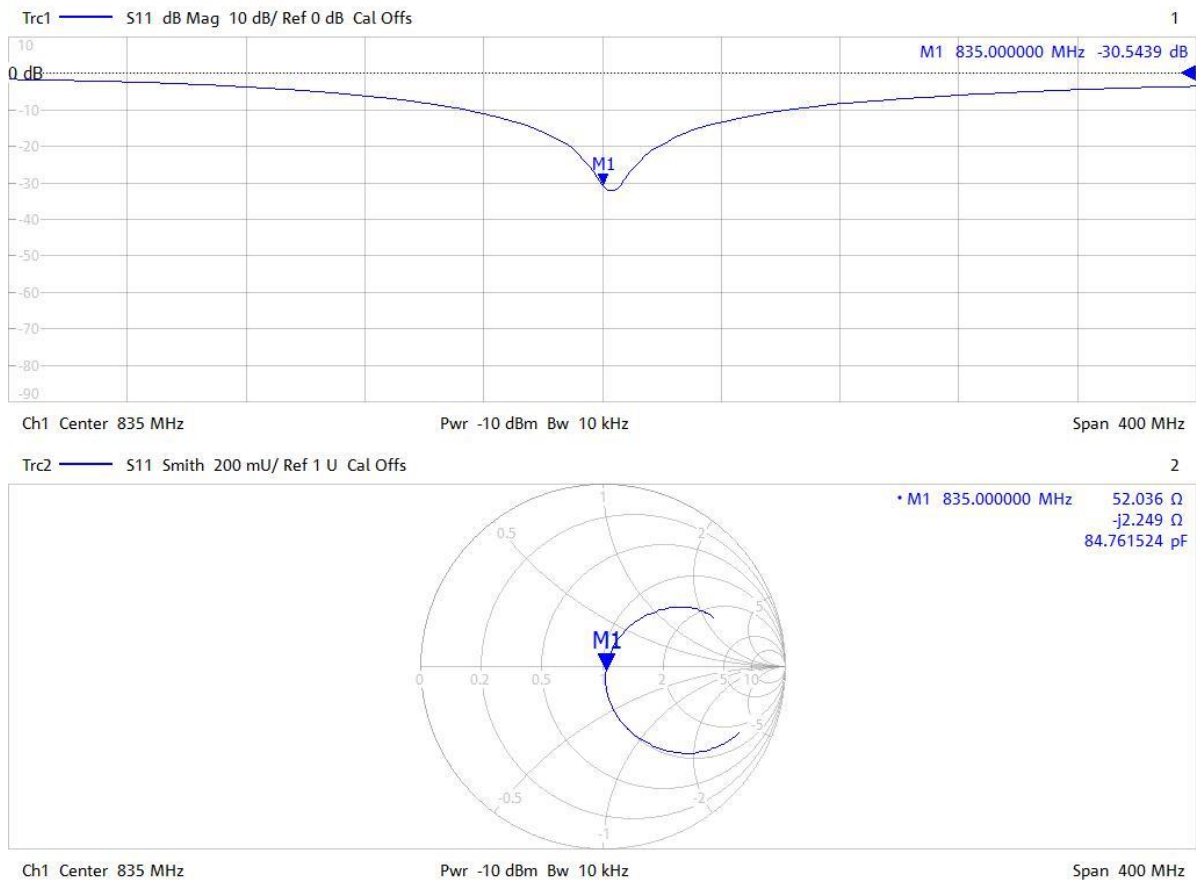 Trc1 S11 dB Mag 10 dB/ Ref 0 dB Cal Offs 1
M1 835.000000 MHz -30.5439 dB
10
0 dB
-10
-20
M1
-30
-40
-50
-60
-70
-80
-90
Ch1 Center 835 MHz Pwr -10 dBm Bw 10 kHz Span 400 MHz
Trc2 S11 Smith 200 mU/ Ref 1 U Cal Offs 2
• M1 835.000000 MHz 52.036 Ω
-j2.249 Ω
84.761524 pF
1
0.5 2
5
M1
0 0.2 0.5 1 2 5 10
-5
-0.5 -2
-1
Ch1 Center 835 MHz Pwr -10 dBm Bw 10 kHz Span 400 MHz